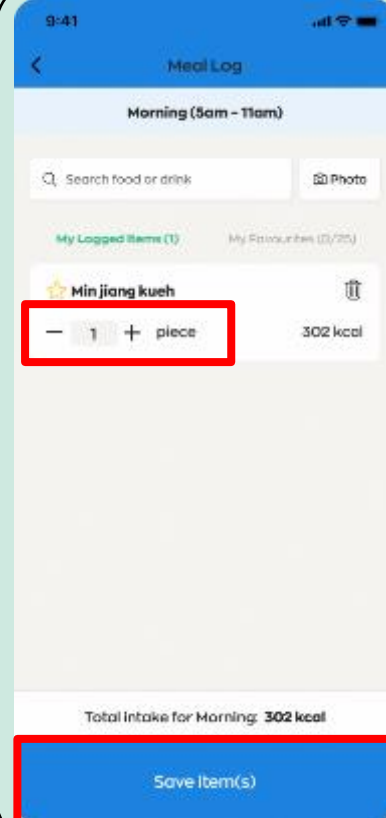 9:41
Meal Log
Morning (5am - 11am)
Search food or drink
Photo
My Logged Items (1) My Favourites (0/25)
Min jiang kueh
— 1 + piece 302 kcal
Total intake for Morning: 302 kcal
Save Item(s)